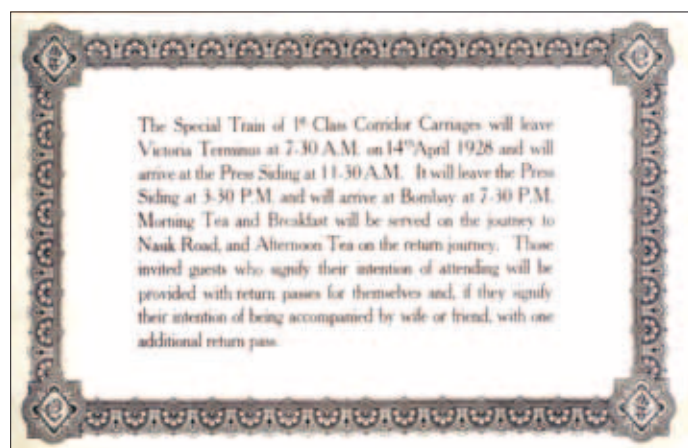 The Special Train of 1st Class Corridor Carriages will leave
Victoria Terminus at 7-30 A.M. on 14th April 1928 and will
arrive at the Press Siding at 11-30 A.M. It will leave the Press
Siding at 3-30 P.M. and will arrive at Bombay at 7-30 P.M.
Morning Tea and Breakfast will be served on the journey to
Nasik Road, and Afternoon Tea on the return journey. Those
invited guests who signify their intention of attending will be
provided with return passes for themselves and, if they signify
their intention of being accompanied by wife or friend, with one
additional return pass.